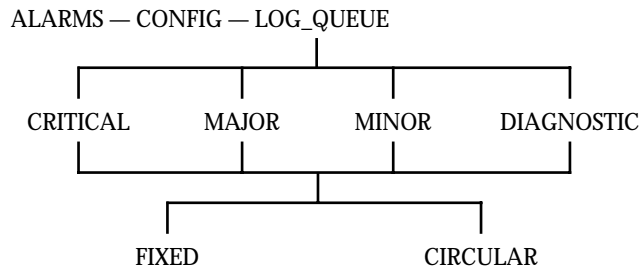 ALARMS — CONFIG — LOG_QUEUE
CRITICAL MAJOR MINOR DIAGNOSTIC
FIXED CIRCULAR